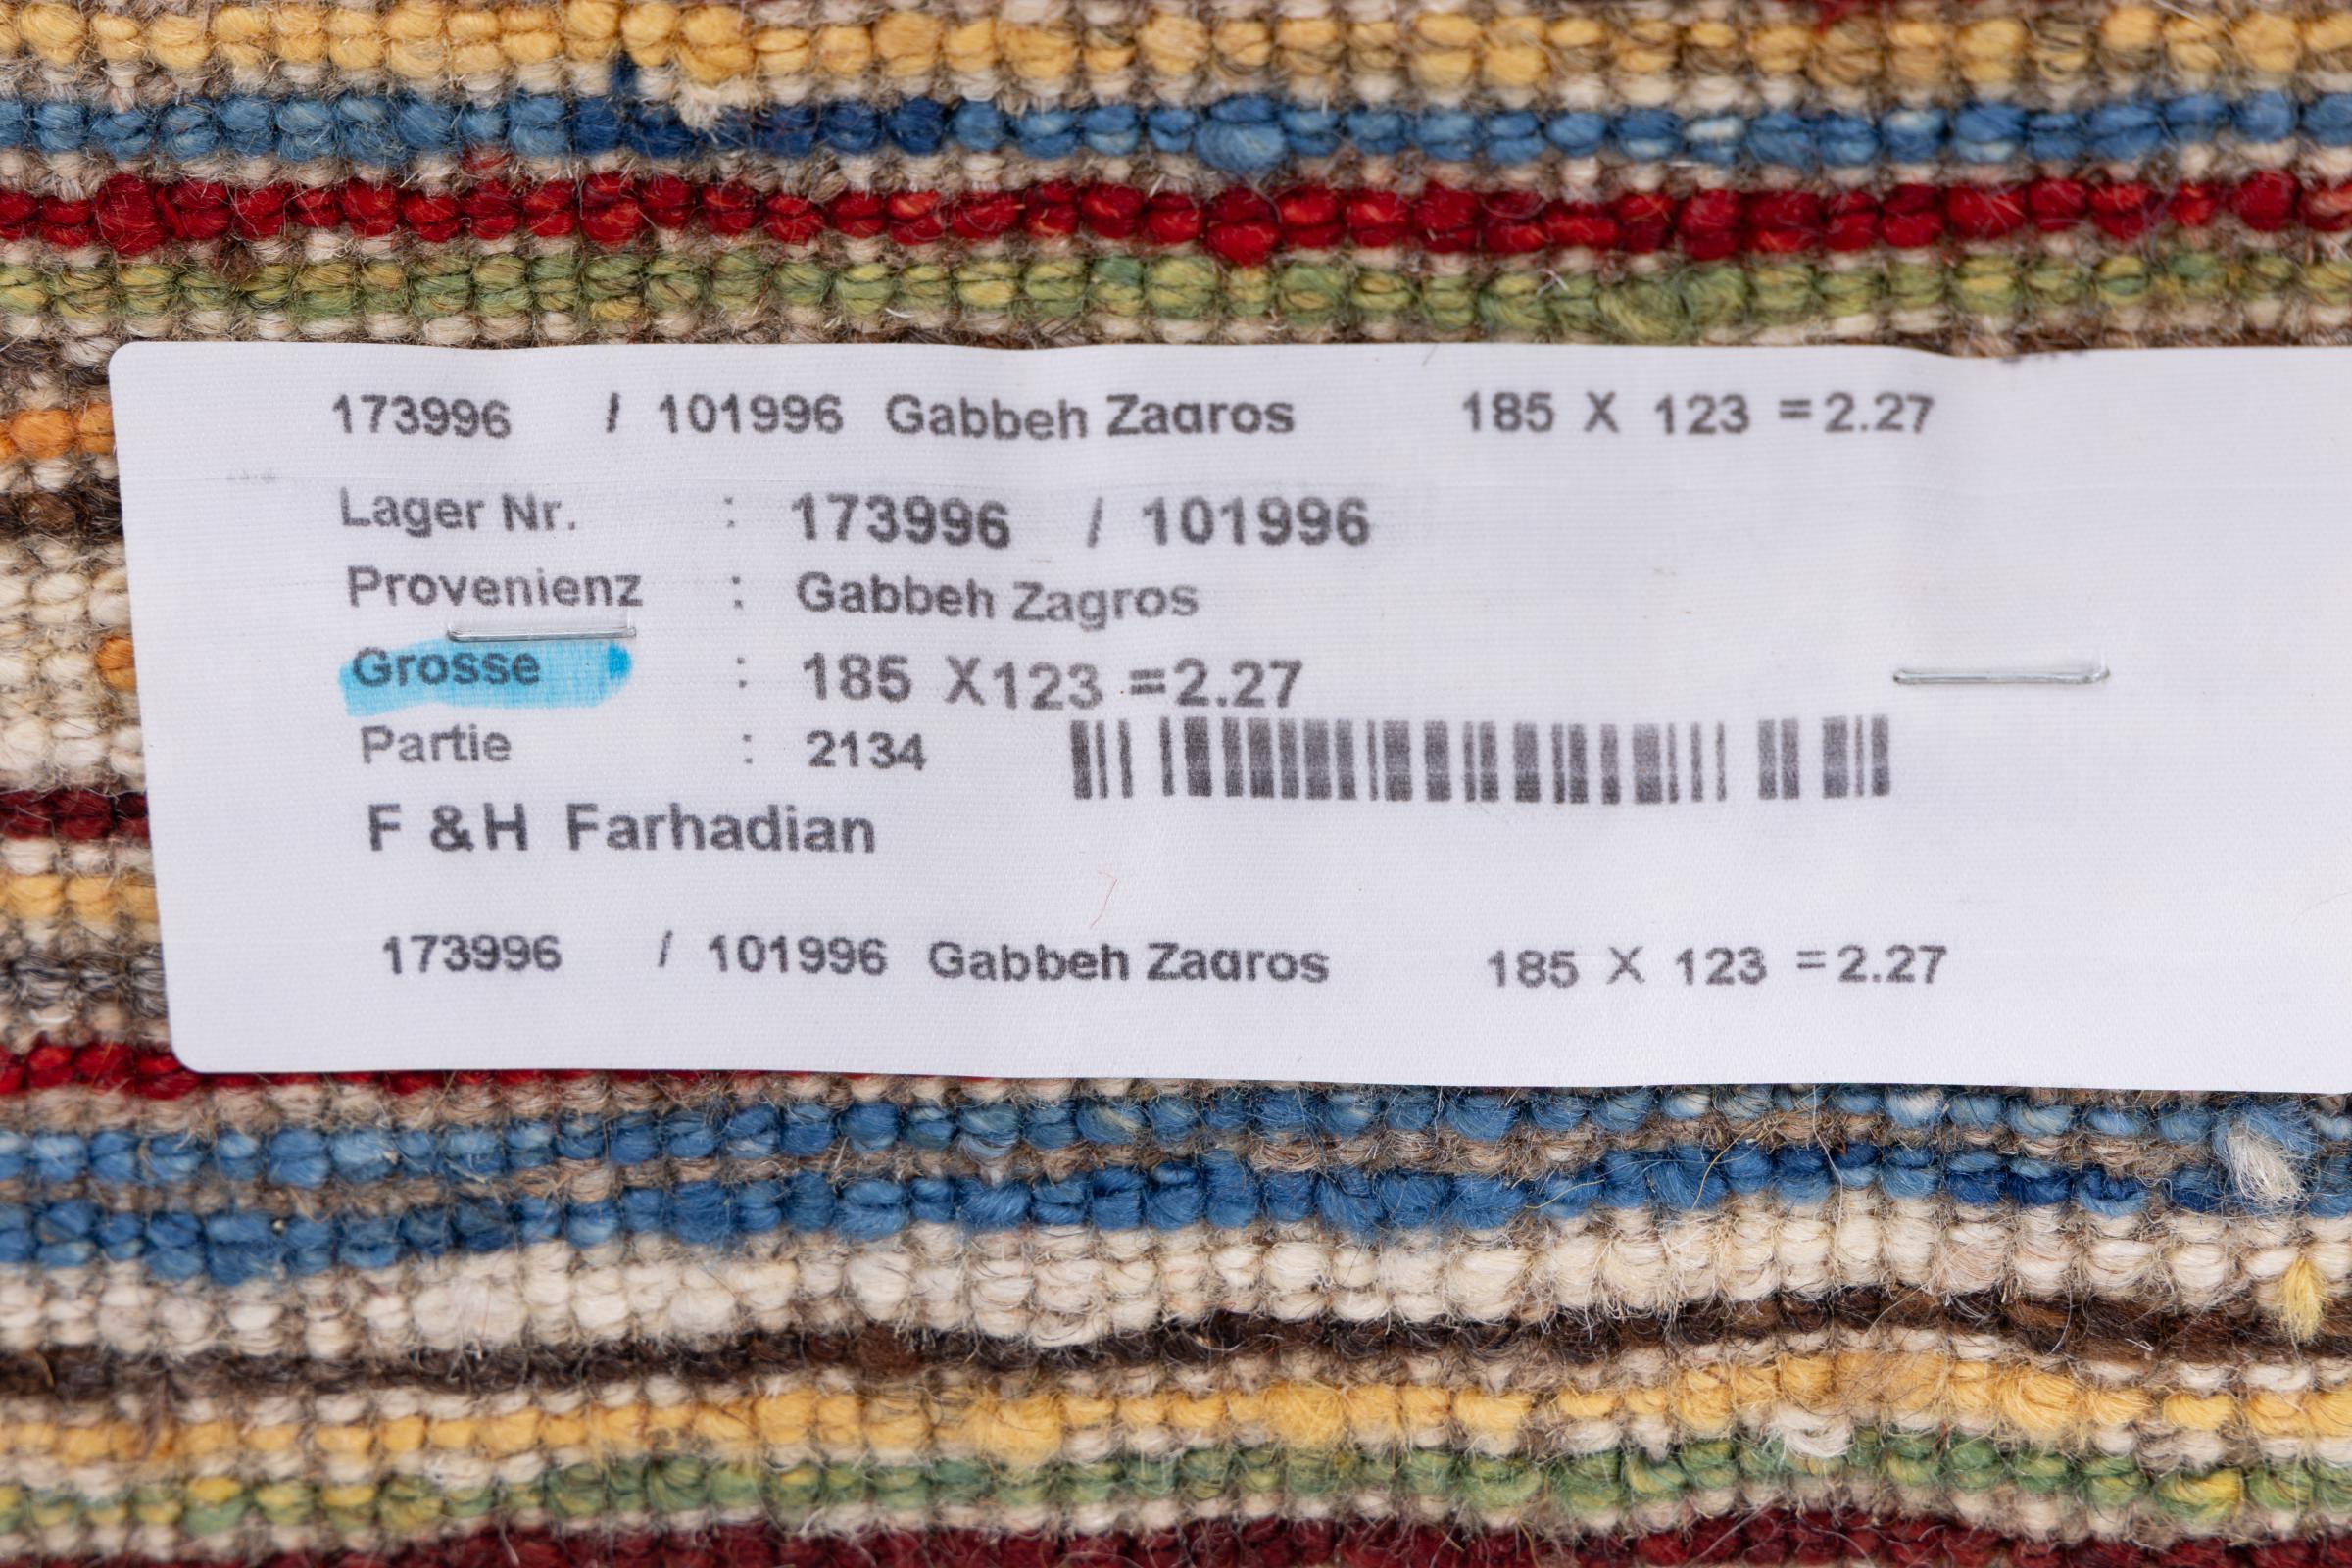 173996 / 101996 Gabbeh Zagros 185 X 123 =2.27
Lager Nr. : 173996 / 101996
Provenienz : Gabbeh Zagros
Grosse : 185 X123 =2.27
Partie : 2134
F &H Farhadian
173996 / 101996 Gabbeh Zagros 185 X 123 =2.27